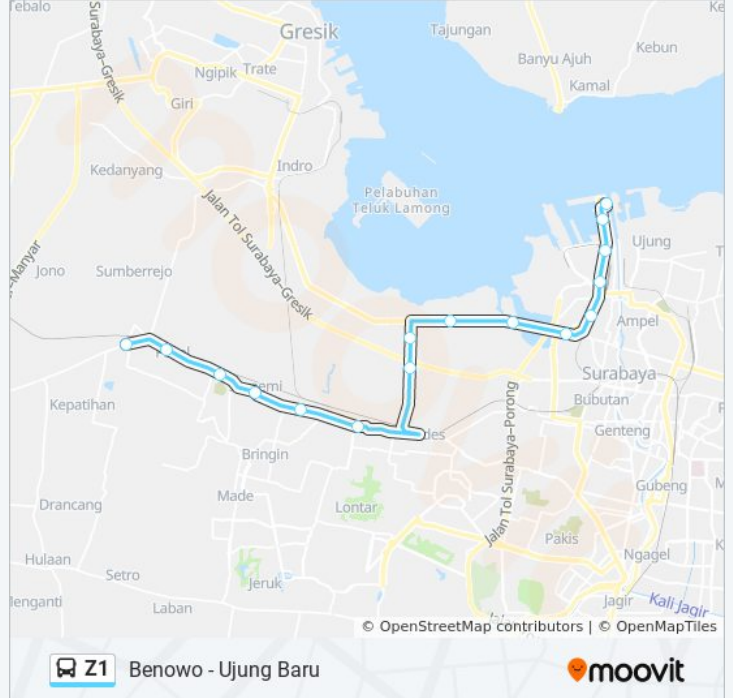 Tebalo
Surabaya–Gresik
Gresik
Tajungan
Ke
Banyu Ajuh
Kebun
Ngipik
Trate
Kamal
Giri
Kedanyang
Indro
Pelabuhan
Teluk Lamong
Jalan Tol Surabaya–Gresik
Ujung
T
Manyar
Jono
Sumberrejo
Ampel
Surabaya
Kepatihan
emi
Bubutan
des
Genteng
Bringin
Jalan Tol Surabaya–Porong
Made
Gubeng
Lontar
Drancang
Pakis
Ngagel
K
Hulaan
Setro
Jeruk
Menganti
Laban
Jagir
Kali Jagir
© OpenStreetMap contributors | © OpenMapTiles
Z1
Benowo - Ujung Baru
moovit